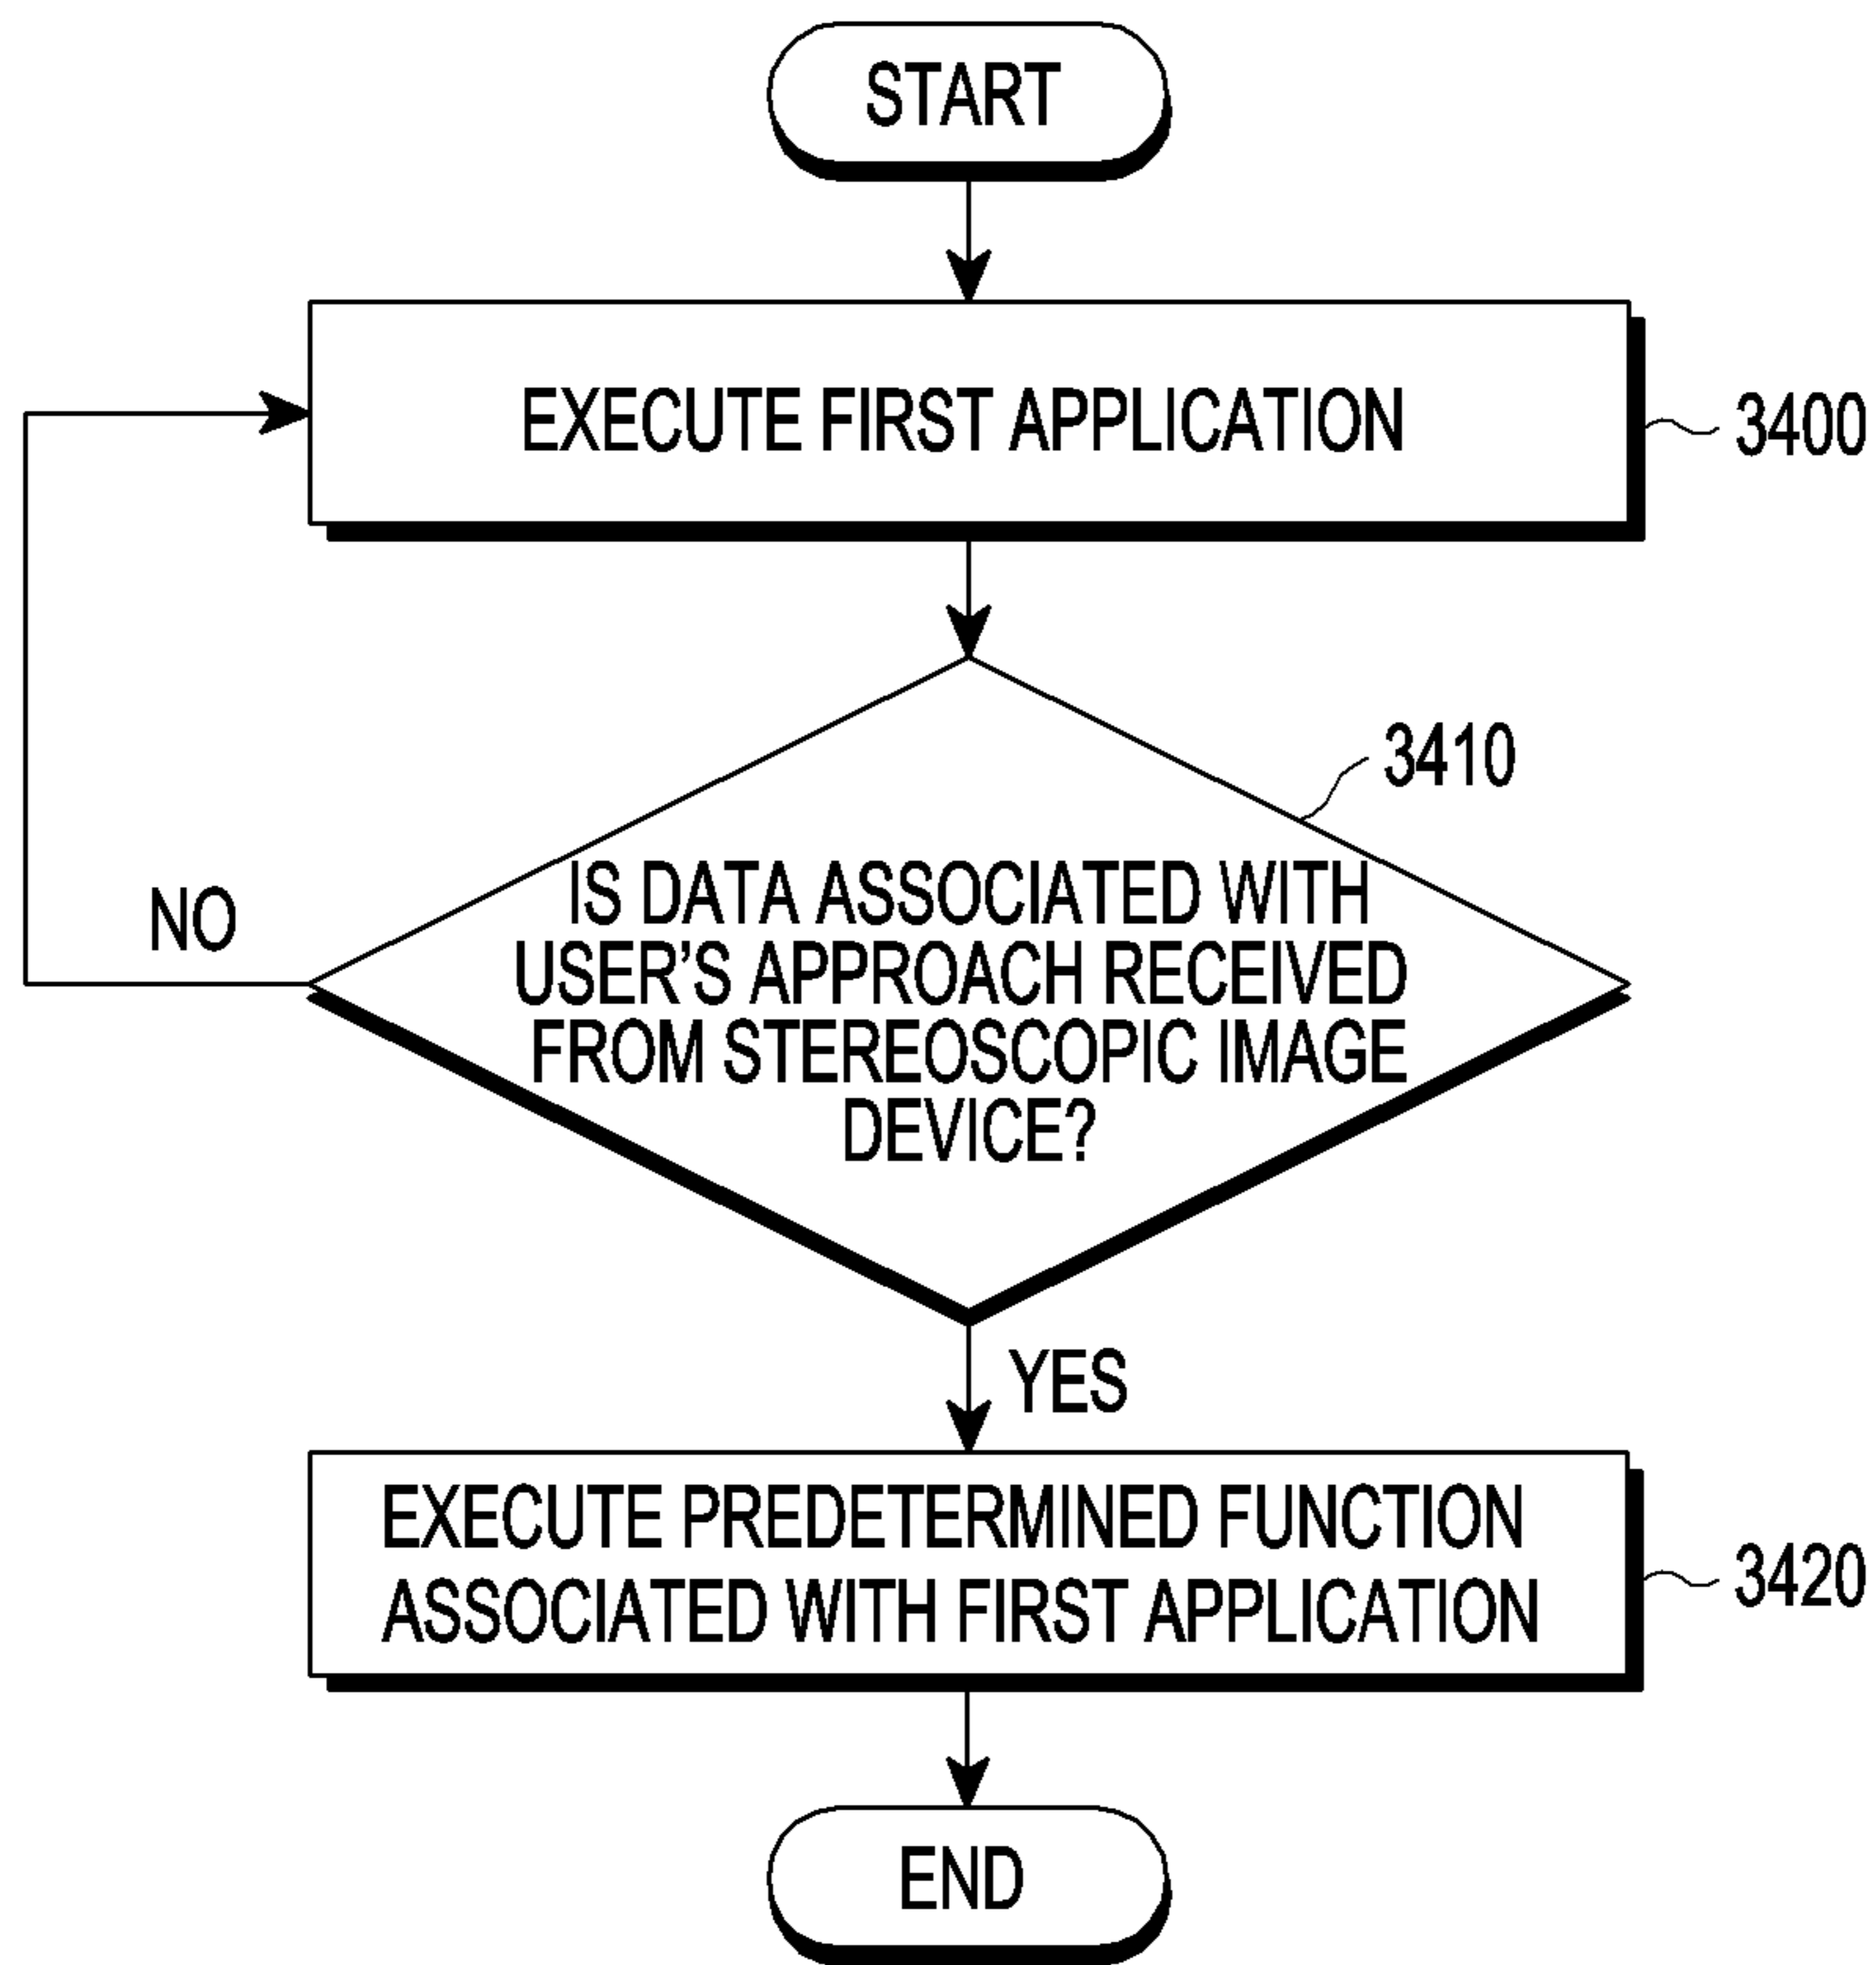 START
EXECUTE FIRST APPLICATION
3400
3410
IS DATA ASSOCIATED WITH
USER'S APPROACH RECEIVED
FROM STEREOSCOPIC IMAGE
DEVICE?
NO
YES
EXECUTE PREDETERMINED FUNCTION
ASSOCIATED WITH FIRST APPLICATION
3420
END